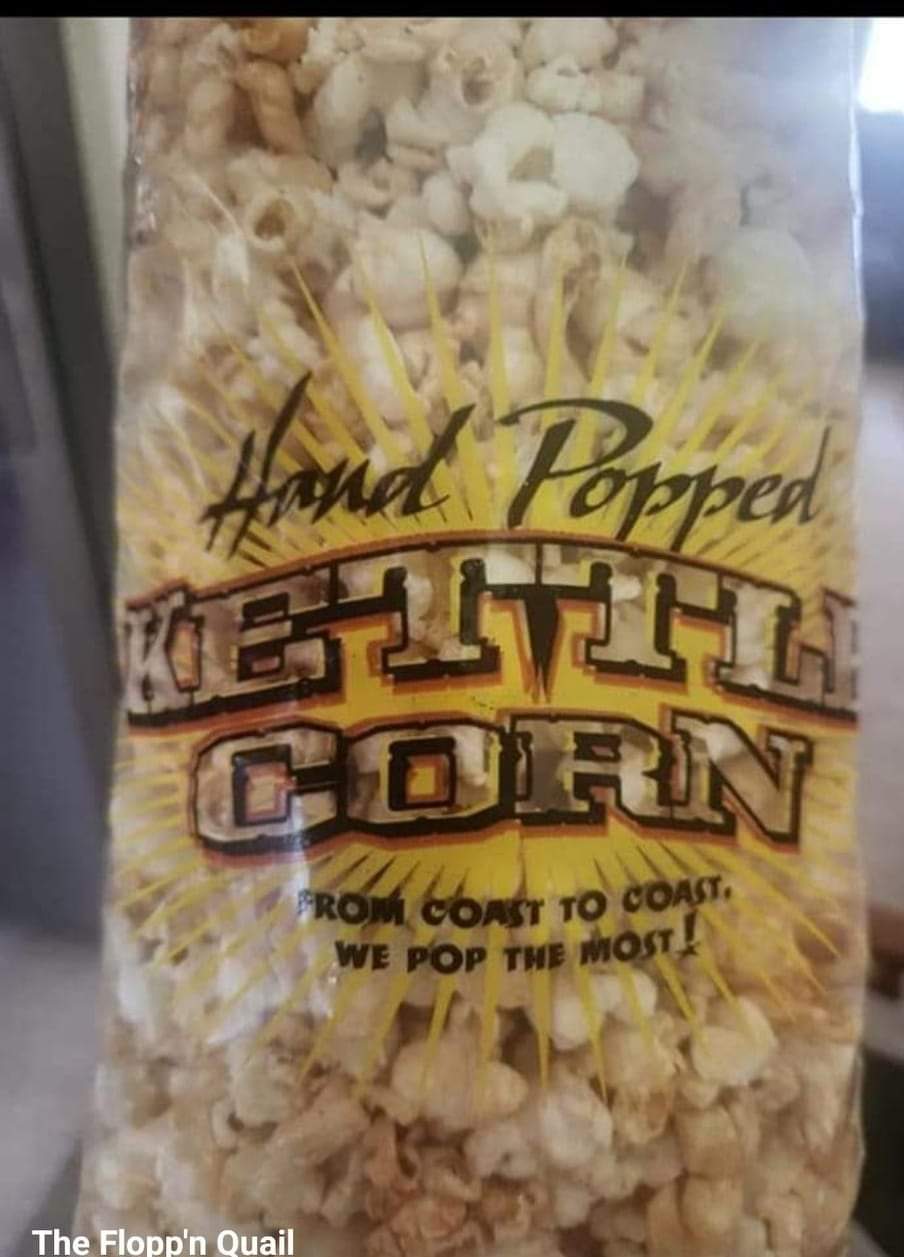 Hand Popped
KETTLE
CORN
FROM COAST TO COAST,
WE POP THE MOST!
The Flopp'n Quail